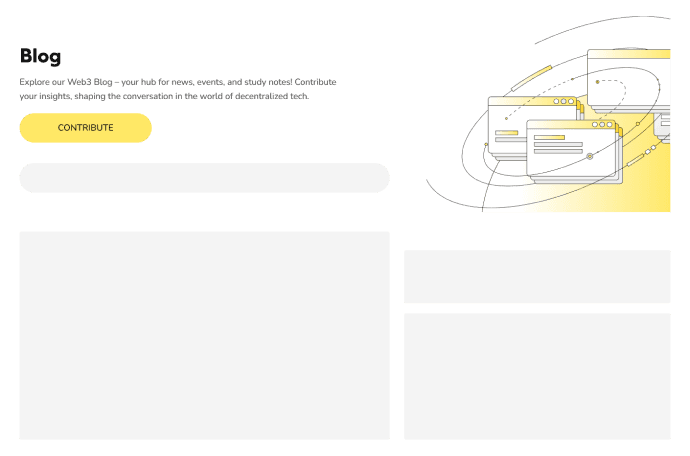 Blog
Explore our Web3 Blog – your hub for news, events, and study notes! Contribute
your insights, shaping the conversation in the world of decentralized tech.
CONTRIBUTE